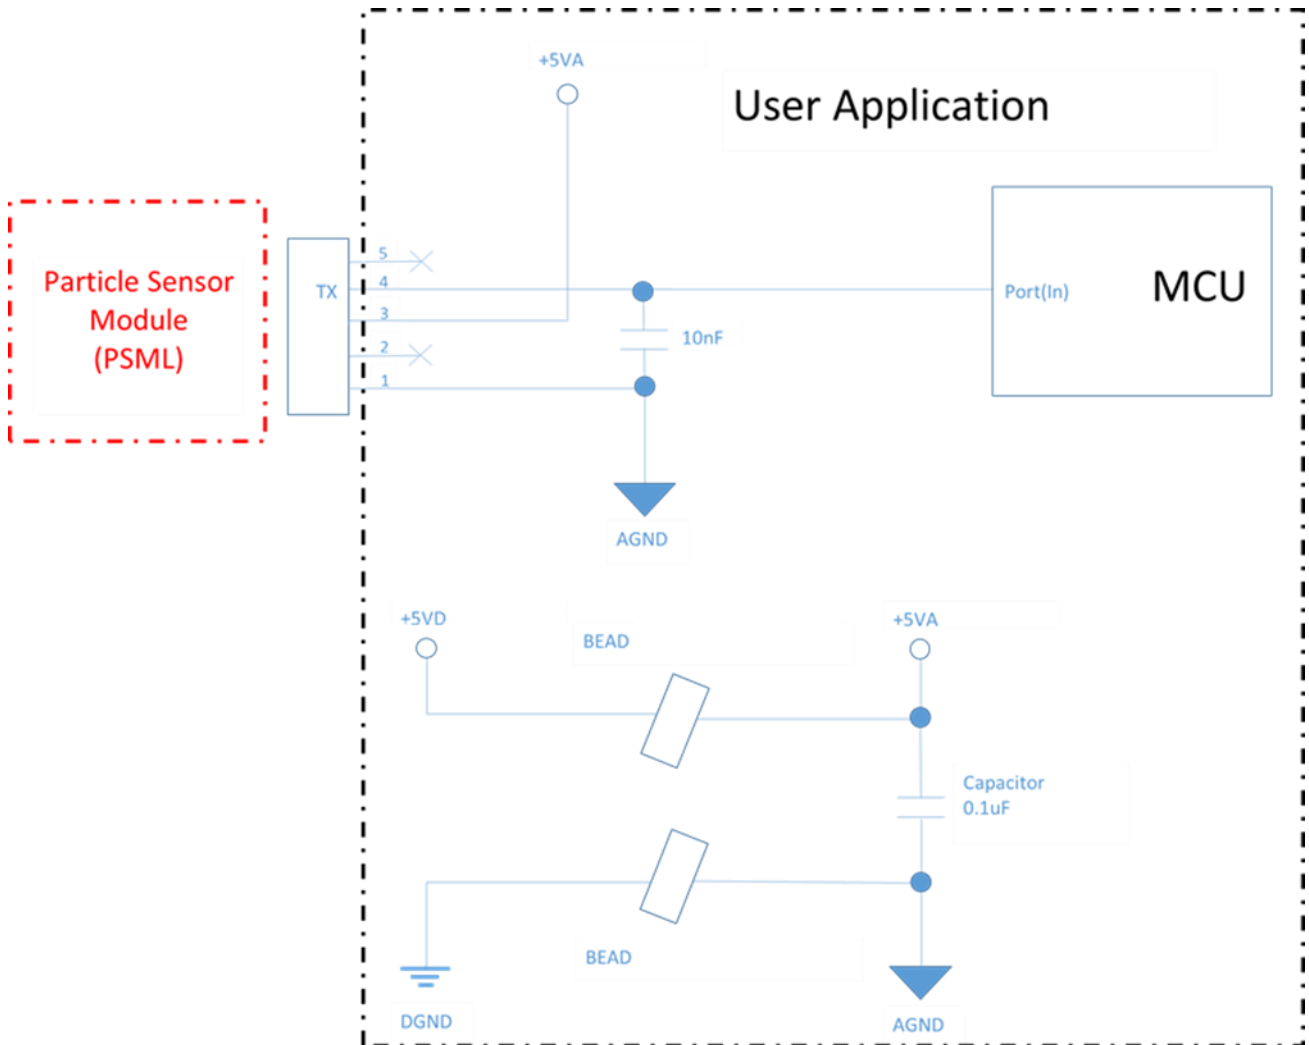 +5VA
User Application
Particle Sensor
Module
(PSML)
TX
5
4
3
2
1
10nF
Port(In)
MCU
AGND
+5VD
BEAD
+5VA
Capacitor
0.1uF
BEAD
DGND
AGND